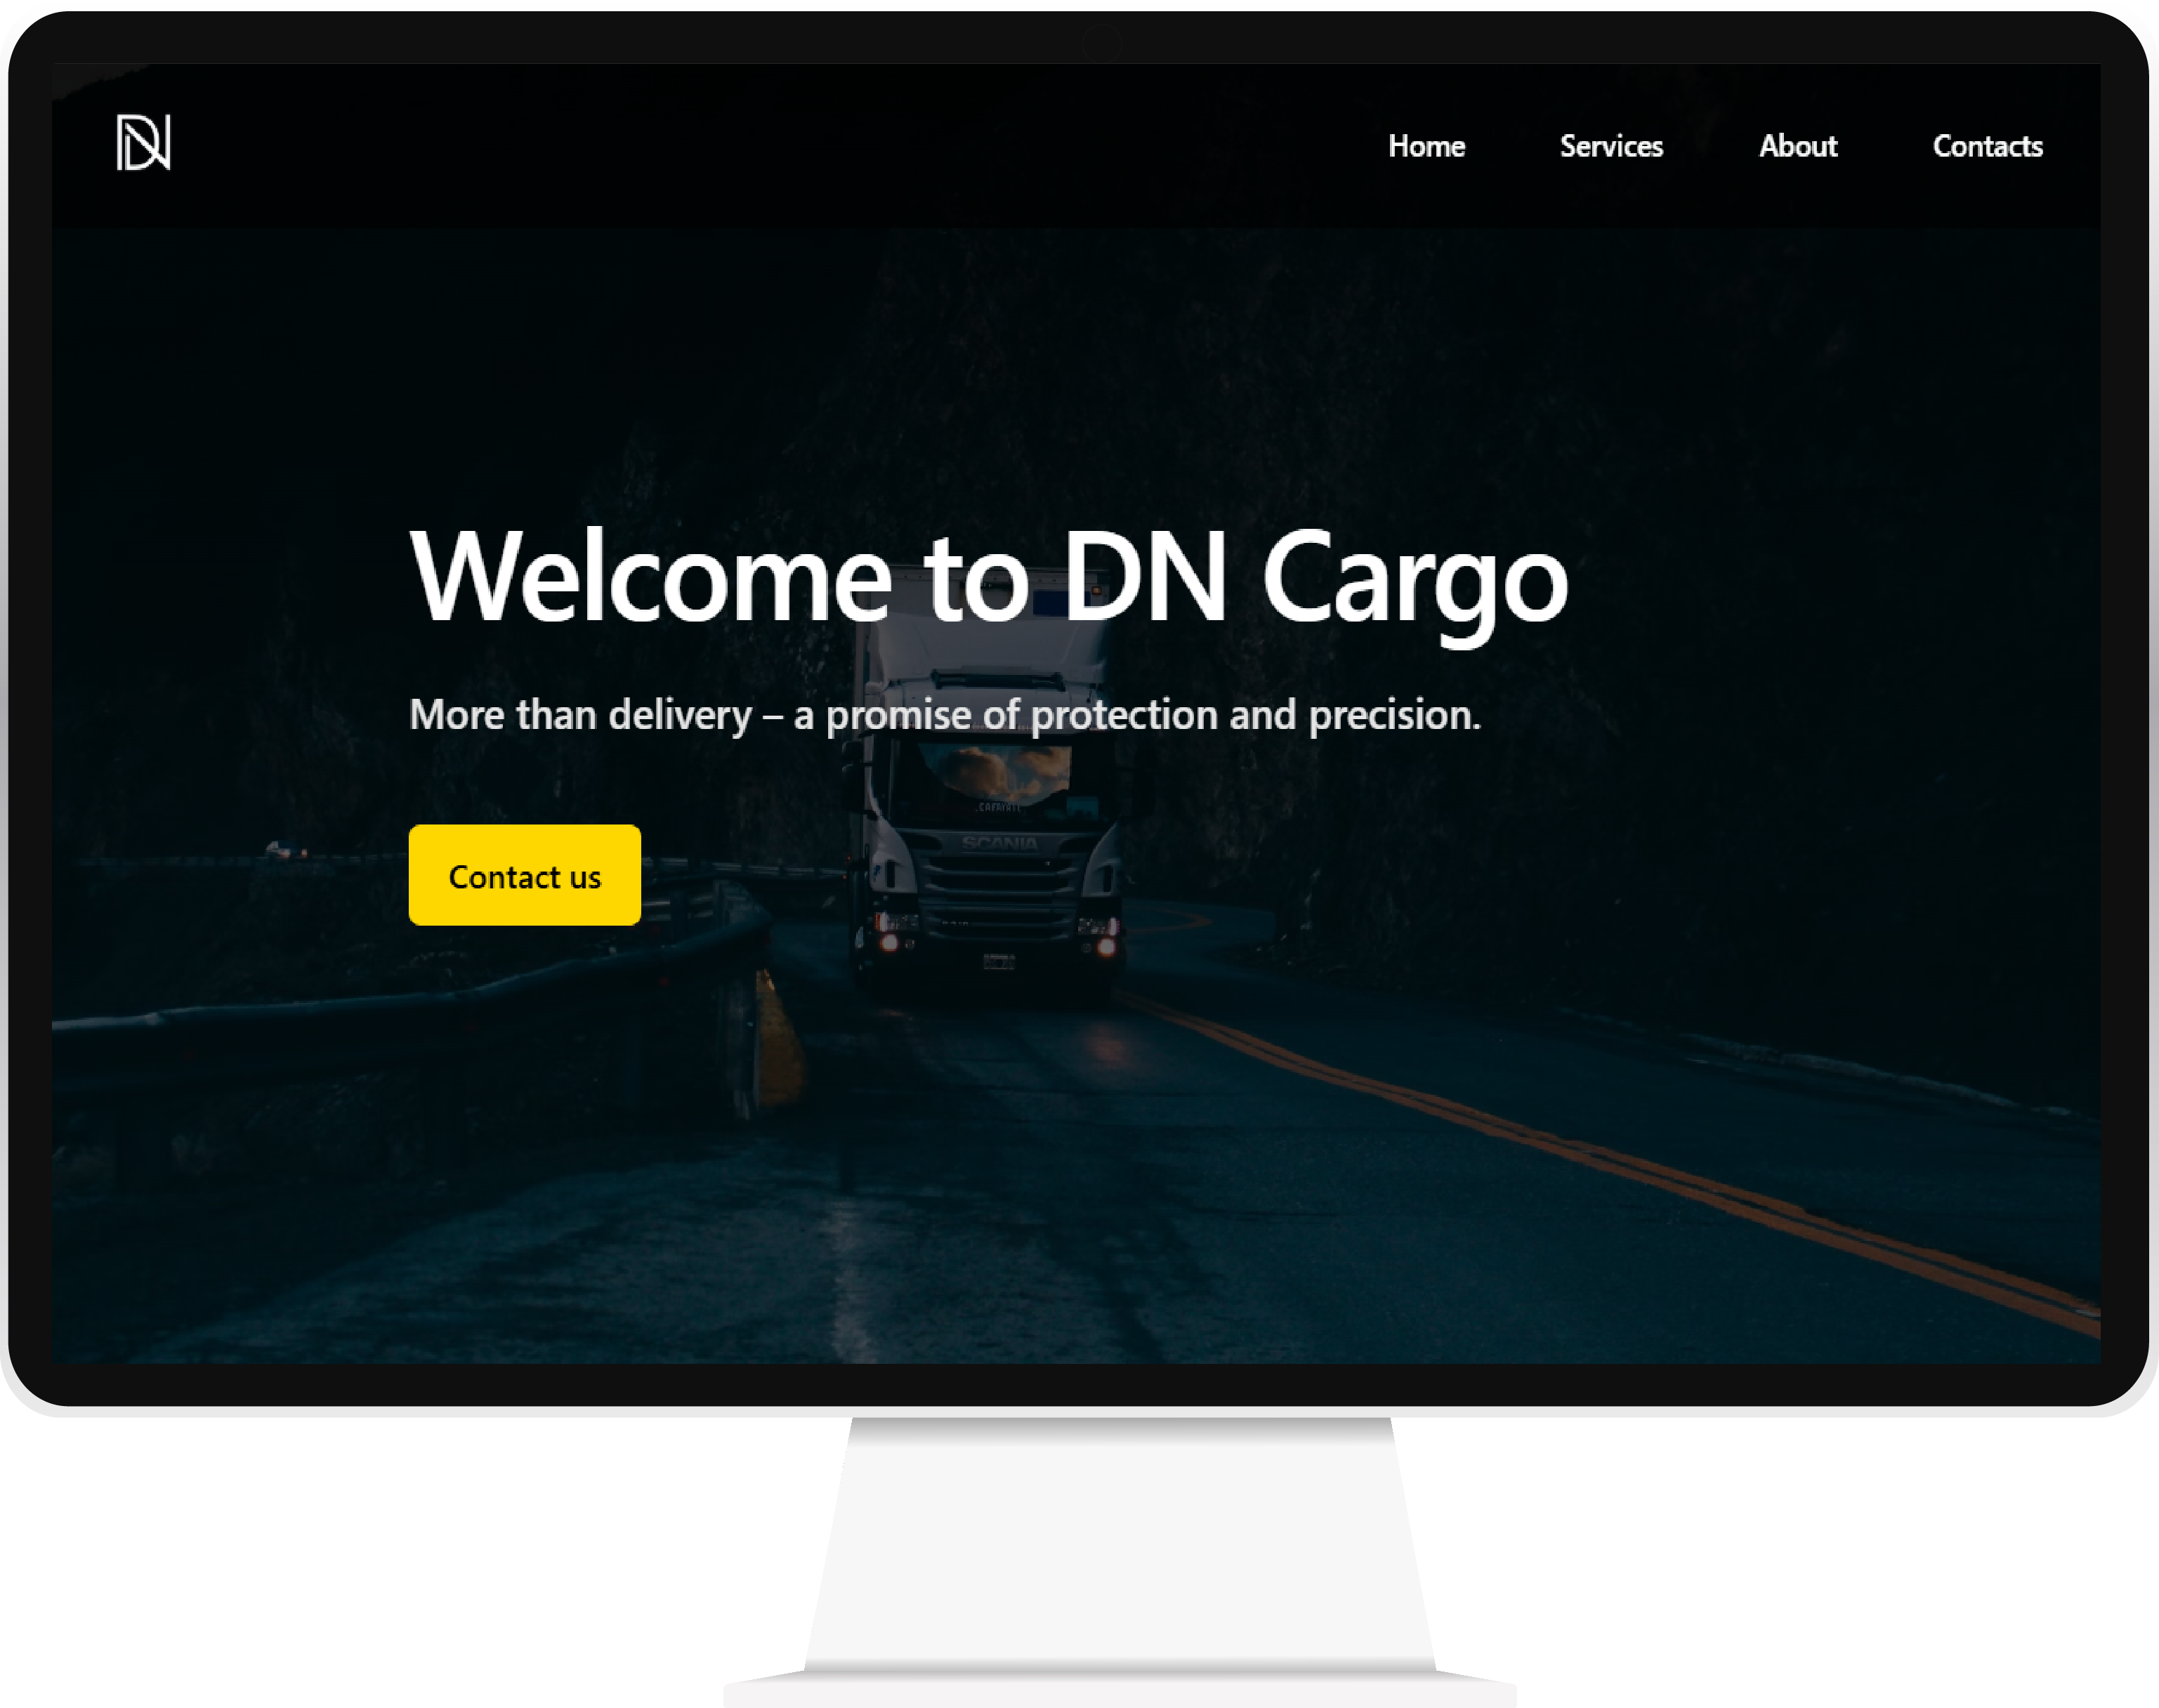 DN
Home Services About Contacts
Welcome to DN Cargo
More than delivery – a promise of protection and precision.
Contact us
SCANIA